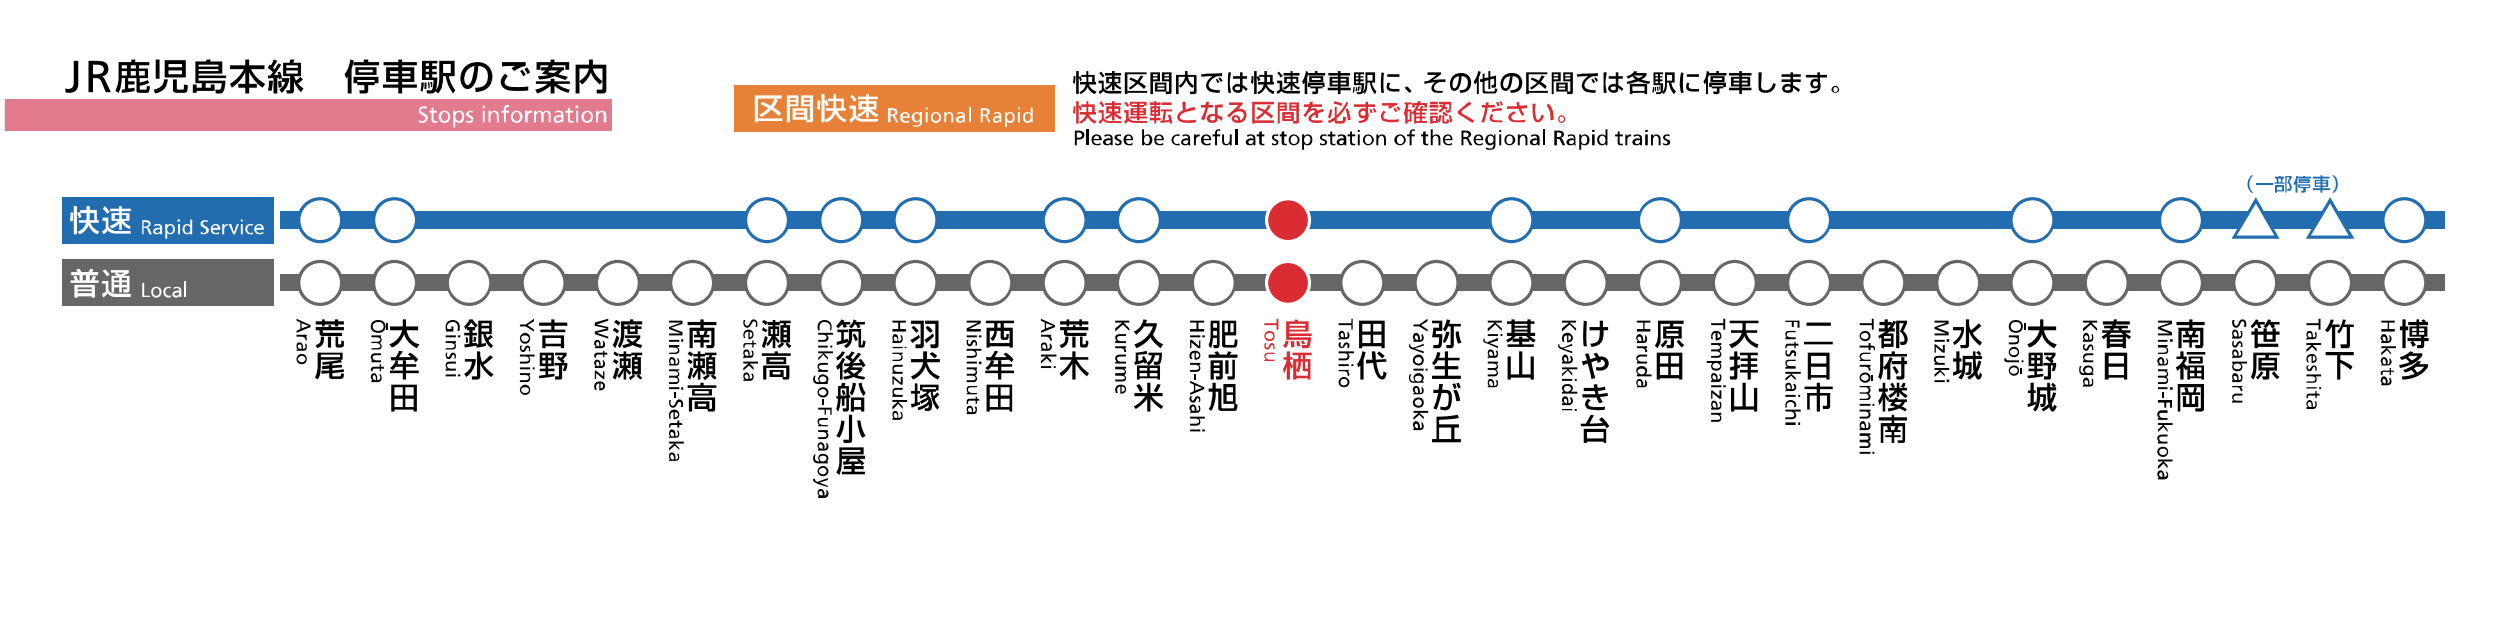 JR鹿児島本線　停車駅のご案内
Stops information
区間快速 Regional Rapid
快速区間内では快速停車駅に、その他の区間では各駅に停車します。
快速運転区間を必ずご確認ください。
Please be careful at stop station of the Regional Rapid trains
(一部停車)
快速 Rapid Service
普通 Local
荒尾 Arao
大牟田 Ōmuta
銀水 Ginsui
吉野 Yoshino
渡瀬 Wataze
南瀬高 Minami-Setaka
瀬高 Setaka
筑後船小屋 Chikugo-Funagoya
羽犬塚 Hainuzuka
西牟田 Nishimuta
荒木 Araki
久留米 Kurume
肥前旭 Hizen-Asahi
鳥栖 Tosu
田代 Tashiro
弥生が丘 Yayoigaoka
基山 Kiyama
けやき台 Keyakidai
原田 Haruda
天拝山 Tempaizan
二日市 Futsukaichi
都府楼南 Tofurōminami
水城 Mizuki
大野城 Ōnojō
春日 Kasuga
南福岡 Minami-Fukuoka
笹原 Sasabaru
竹下 Takeshita
博多 Hakata